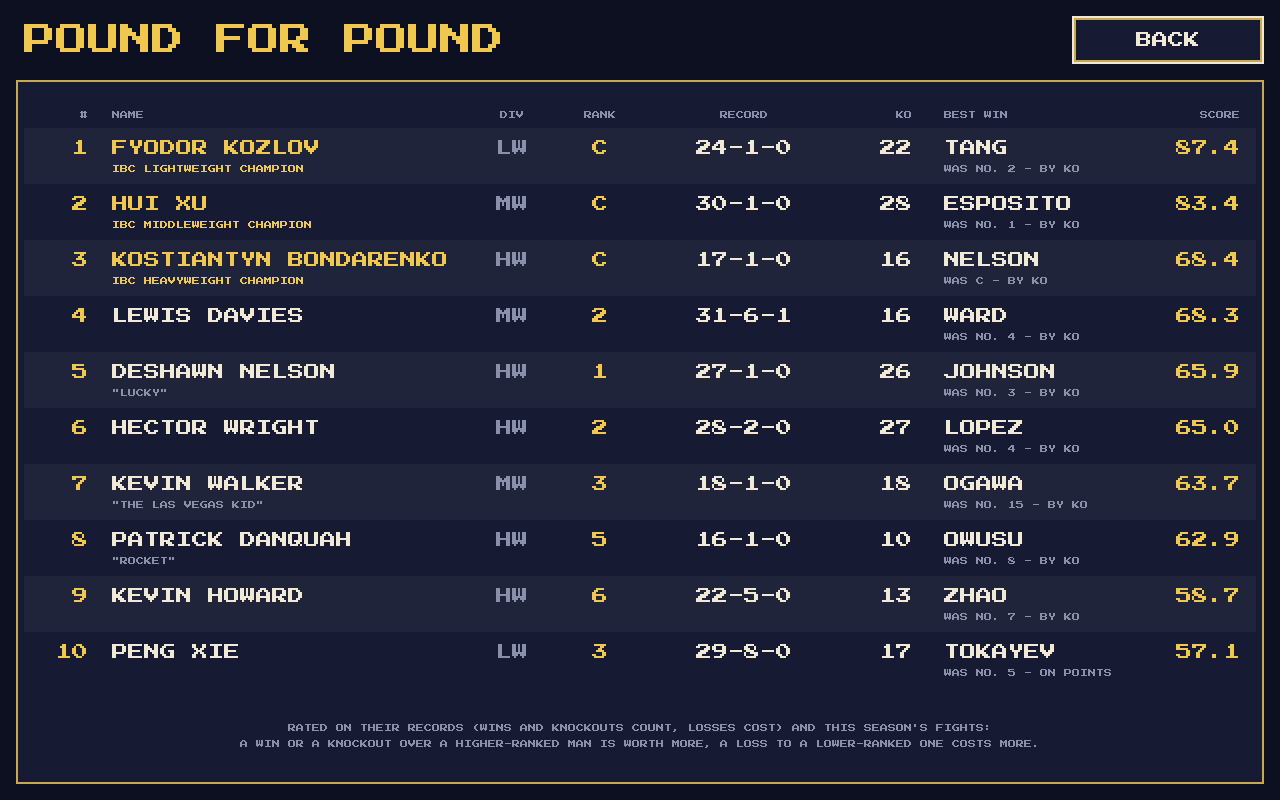 POUND FOR POUND
BACK
# NAME DIV RANK RECORD KO BEST WIN SCORE
1 FYODOR KOZLOV LW C 24-1-0 22 TANG 87.4
IBC LIGHTWEIGHT CHAMPION WAS NO. 2 - BY KO
2 HUI XU MW C 30-1-0 28 ESPOSITO 83.4
IBC MIDDLEWEIGHT CHAMPION WAS NO. 1 - BY KO
3 KOSTIANTYN BONDARENKO HW C 17-1-0 16 NELSON 68.4
IBC HEAVYWEIGHT CHAMPION WAS C - BY KO
4 LEWIS DAVIES MW 2 31-6-1 16 WARD 68.3
WAS NO. 4 - BY KO
5 DESHAWN NELSON HW 1 27-1-0 26 JOHNSON 65.9
"LUCKY" WAS NO. 3 - BY KO
6 HECTOR WRIGHT HW 2 28-2-0 27 LOPEZ 65.0
WAS NO. 4 - BY KO
7 KEVIN WALKER MW 3 18-1-0 18 OGAWA 63.7
"THE LAS VEGAS KID" WAS NO. 15 - BY KO
8 PATRICK DANQUAH HW 5 16-1-0 10 OWUSU 62.9
"ROCKET" WAS NO. 8 - BY KO
9 KEVIN HOWARD HW 6 22-5-0 13 ZHAO 58.7
WAS NO. 7 - BY KO
10 PENG XIE LW 3 29-8-0 17 TOKAYEV 57.1
WAS NO. 5 - ON POINTS
RATED ON THEIR RECORDS (WINS AND KNOCKOUTS COUNT, LOSSES COST) AND THIS SEASON'S FIGHTS:
A WIN OR A KNOCKOUT OVER A HIGHER-RANKED MAN IS WORTH MORE, A LOSS TO A LOWER-RANKED ONE COSTS MORE.